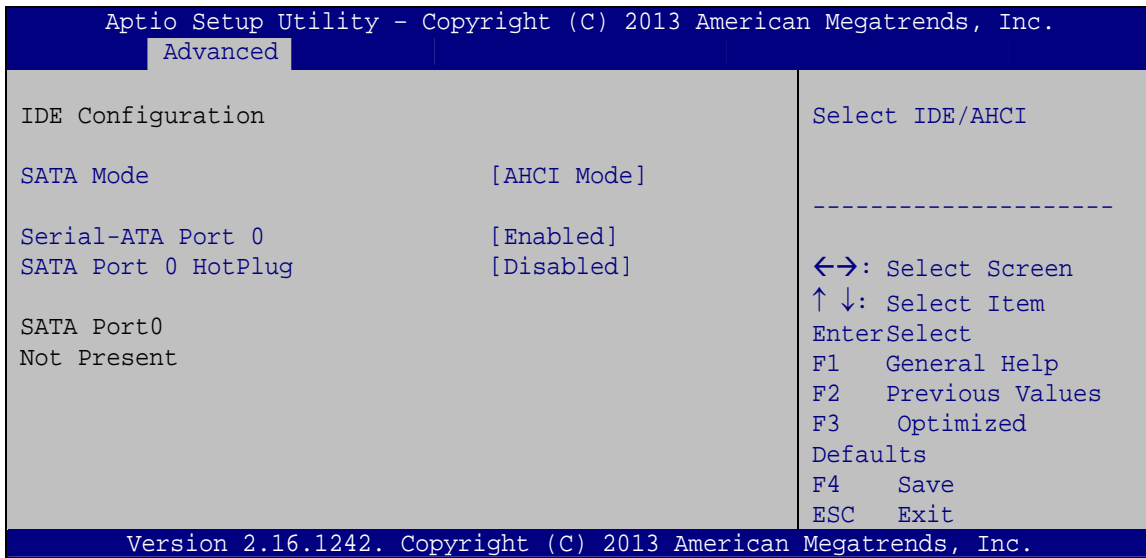 Aptio Setup Utility – Copyright (C) 2013 American Megatrends, Inc.
Advanced
IDE Configuration
SATA Mode [AHCI Mode]
Serial-ATA Port 0 [Enabled]
SATA Port 0 HotPlug [Disabled]
SATA Port0
Not Present
Select IDE/AHCI
---------------------
←→: Select Screen
↑ ↓: Select Item
EnterSelect
F1 General Help
F2 Previous Values
F3 Optimized
Defaults
F4 Save
ESC Exit
Version 2.16.1242. Copyright (C) 2013 American Megatrends, Inc.